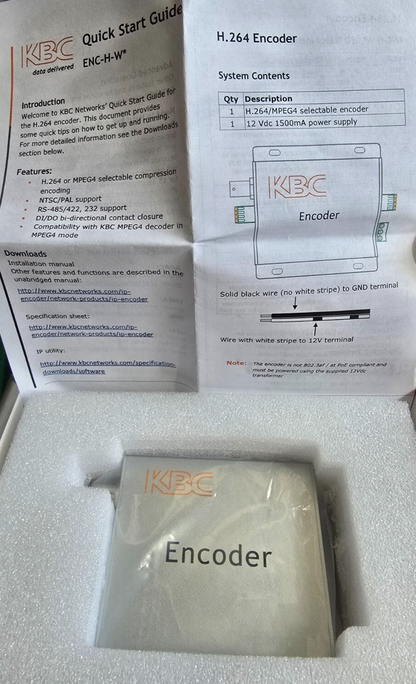 KBC
data delivered
Quick Start Guide
ENC-H-W*
Introduction
Welcome to KBC Networks' Quick Start Guide for
the H.264 encoder. This document provides
some quick tips on how to get up and running.
For more detailed information see the Downloads
section below.
Features:
• H.264 or MPEG4 selectable compression
encoding
• NTSC/PAL support
• RS-485/422, 232 support
• DI/DO bi-directional contact closure
• Compatibility with KBC MPEG4 decoder in
MPEG4 mode
Downloads
Installation manual
Other features and functions are described in the
unabridged manual:
http://www.kbcnetworks.com/ip-
encoder/network-products/ip-encoder
Specification sheet:
http://www.kbcnetworks.com/ip-
encoder/network-products/ip-encoder
IP utility:
http://www.kbcnetworks.com/specification-
downloads/software
H.264 Encoder
System Contents
Qty Description
1 H.264/MPEG4 selectable encoder
1 12 Vdc 1500mA power supply
KBC
Encoder
Solid black wire (no white stripe) to GND terminal
Wire with white stripe to 12V terminal
Note: The encoder is not 802.3af / at PoE compliant and
must be powered using the supplied 12Vdc
transformer
KBC
Encoder